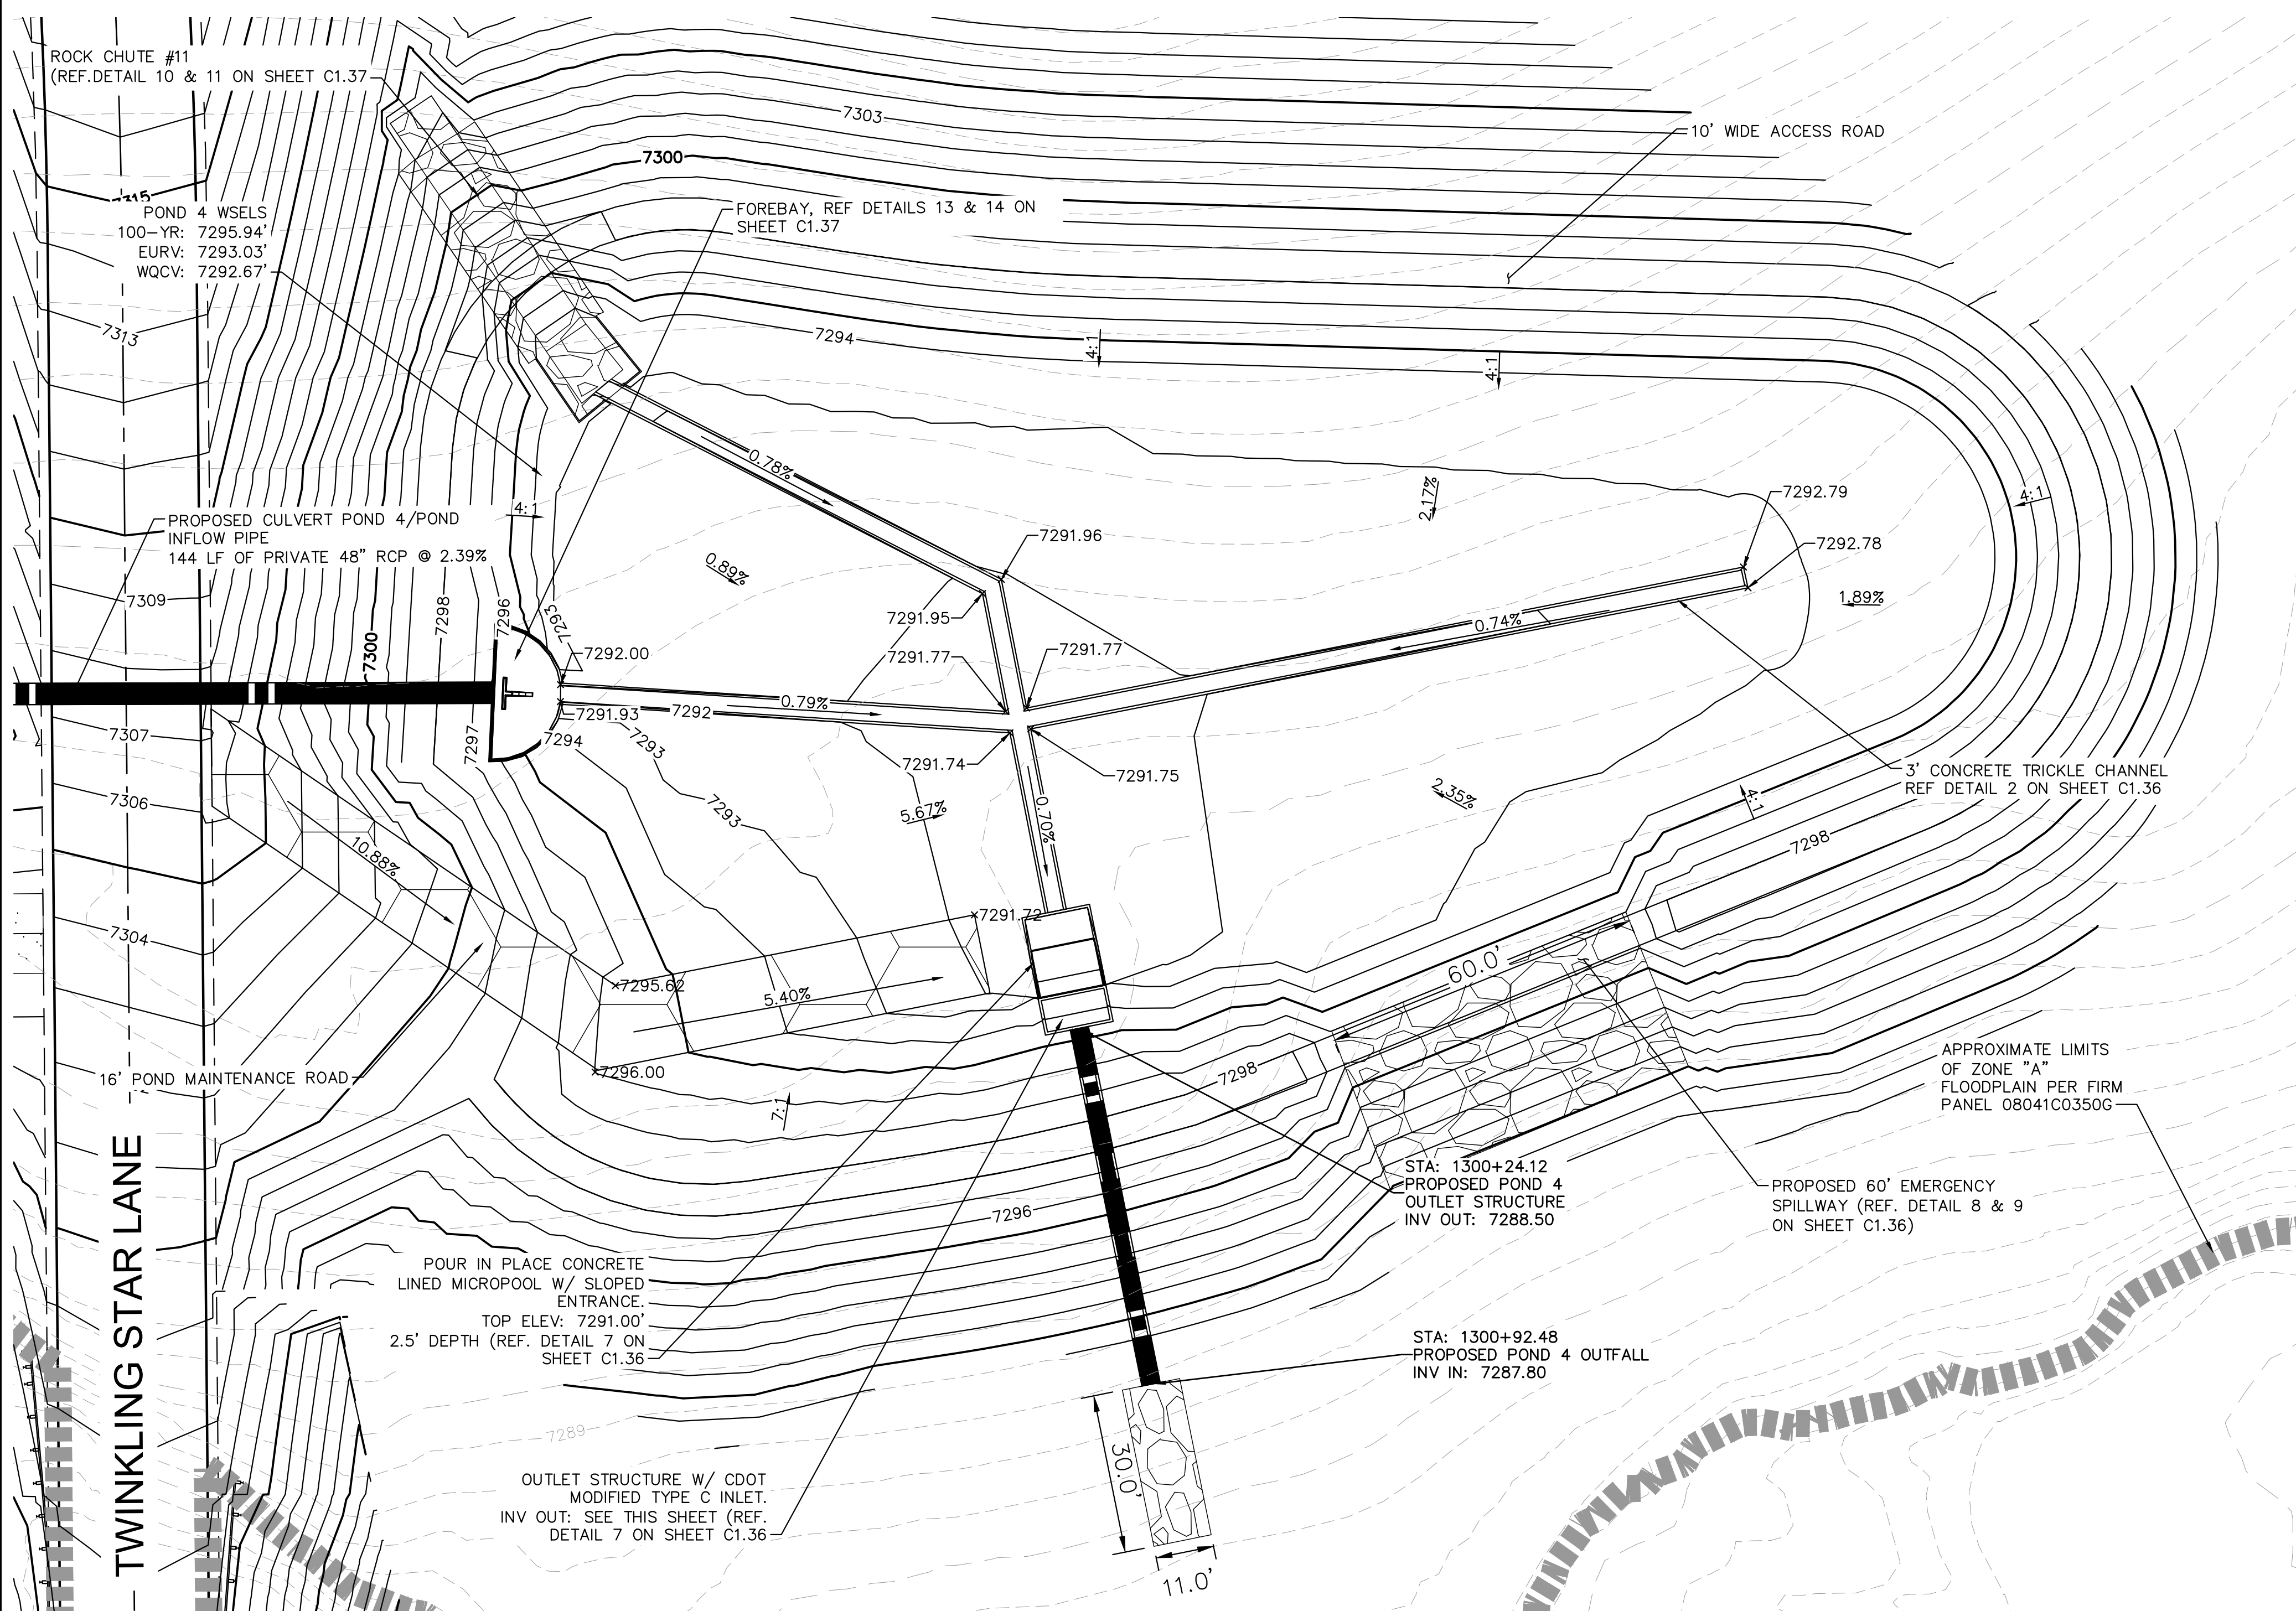 ROCK CHUTE #11
(REF.DETAIL 10 & 11 ON SHEET C1.37
7303
10' WIDE ACCESS ROAD
7300
7315
POND 4 WSELS
100-YR: 7295.94'
EURV: 7293.03'
WQCV: 7292.67'
FOREBAY, REF DETAILS 13 & 14 ON
SHEET C1.37
7313
7294
4:1
4:1
0.78%
2.17%
7292.79
4:1
4:1
PROPOSED CULVERT POND 4/POND
INFLOW PIPE
144 LF OF PRIVATE 48" RCP @ 2.39%
7291.96
7292.78
0.89%
7309
7298
7296
7293
7291.95
1.89%
0.74%
7300
7292.00
7291.77
7291.77
0.79%
7291.93
7292
7307
7297
7294
7293
7291.74
7291.75
3' CONCRETE TRICKLE CHANNEL
REF DETAIL 2 ON SHEET C1.36
7306
7293
5.67%
0.70%
2.35%
4:1
7298
10.88%
7304
7291.72
60.0'
7295.62
5.40%
7296.00
16' POND MAINTENANCE ROAD
7298
7:1
APPROXIMATE LIMITS
OF ZONE "A"
FLOODPLAIN PER FIRM
PANEL 08041C0350G
STA: 1300+24.12
PROPOSED POND 4
OUTLET STRUCTURE
INV OUT: 7288.50
PROPOSED 60' EMERGENCY
SPILLWAY (REF. DETAIL 8 & 9
ON SHEET C1.36)
7296
TWINKLING STAR LANE
POUR IN PLACE CONCRETE
LINED MICROPOOL W/ SLOPED
ENTRANCE.
TOP ELEV: 7291.00'
2.5' DEPTH (REF. DETAIL 7 ON
SHEET C1.36
STA: 1300+92.48
PROPOSED POND 4 OUTFALL
INV IN: 7287.80
7289
30.0'
OUTLET STRUCTURE W/ CDOT
MODIFIED TYPE C INLET.
INV OUT: SEE THIS SHEET (REF.
DETAIL 7 ON SHEET C1.36
11.0'